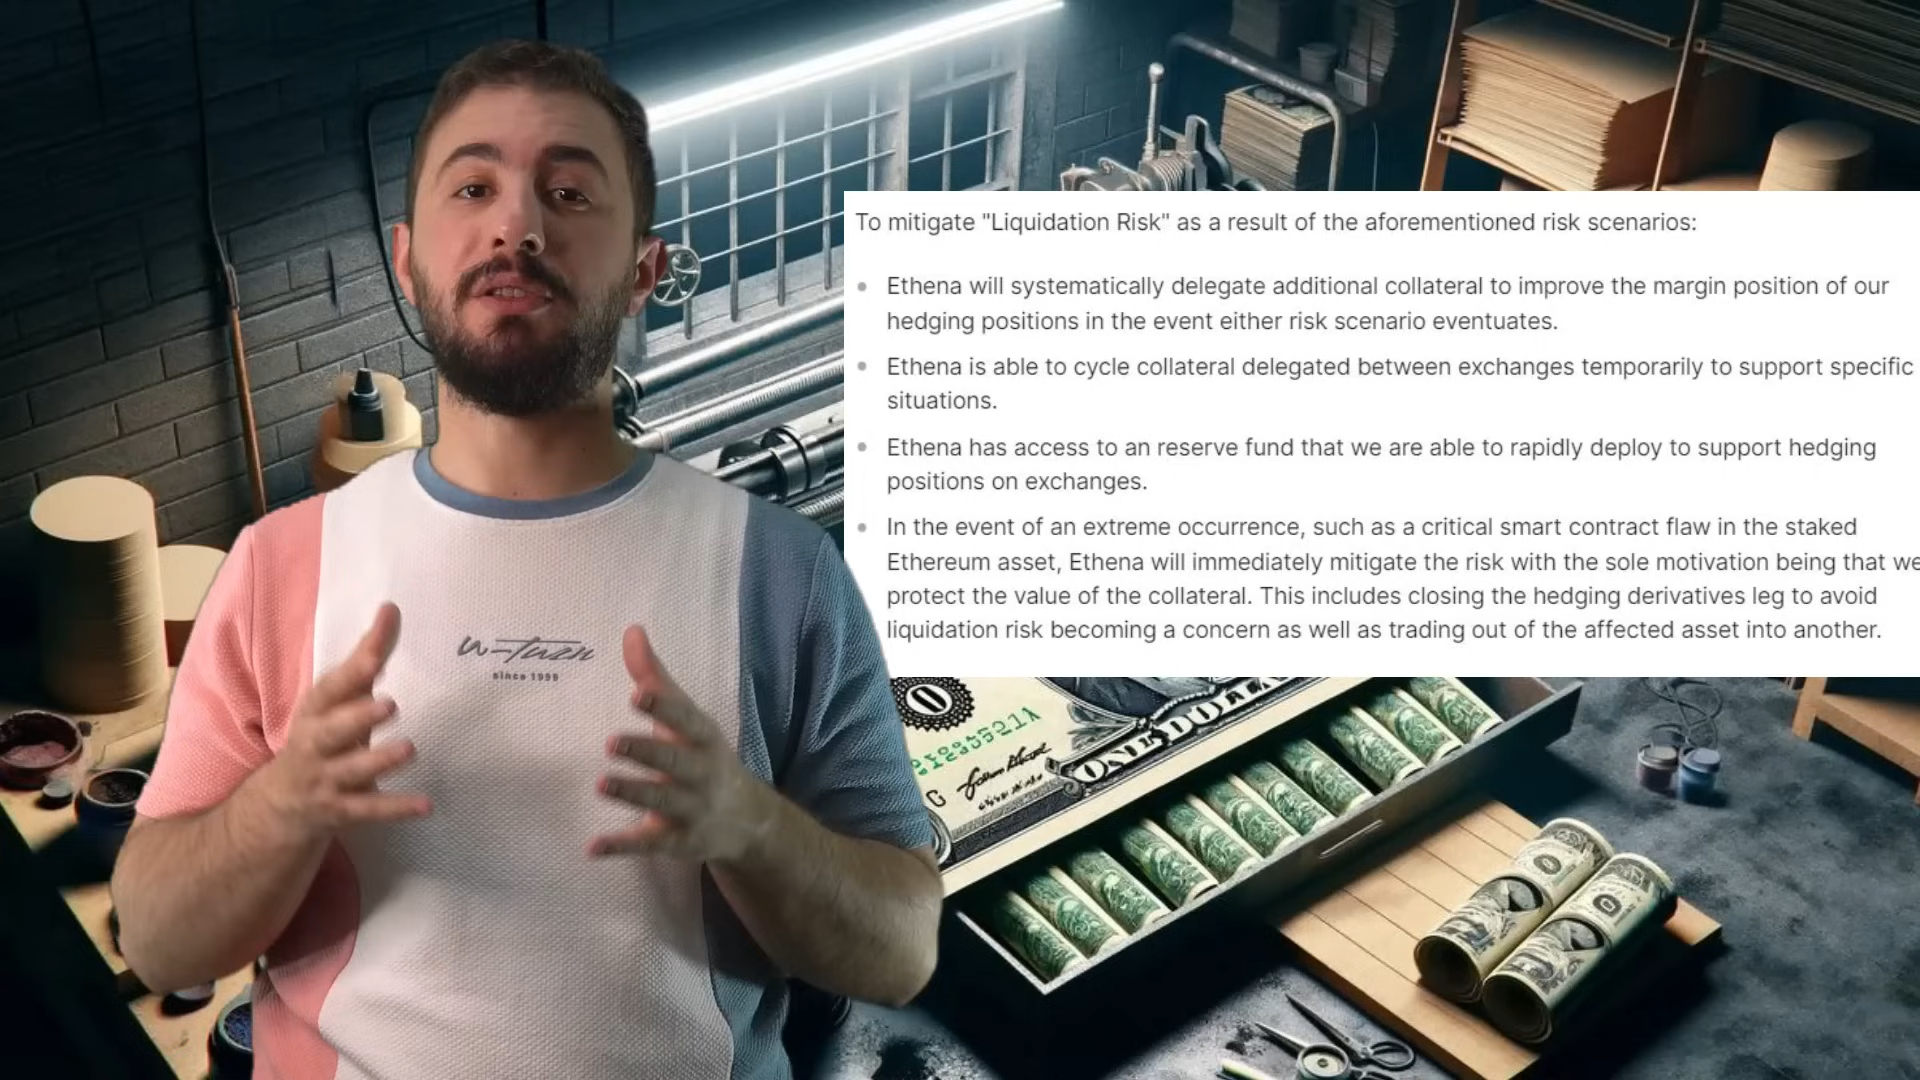 To mitigate "Liquidation Risk" as a result of the aforementioned risk scenarios:
Ethena will systematically delegate additional collateral to improve the margin position of our
hedging positions in the event either risk scenario eventuates.
Ethena is able to cycle collateral delegated between exchanges temporarily to support specific
situations.
Ethena has access to an reserve fund that we are able to rapidly deploy to support hedging
positions on exchanges.
In the event of an extreme occurrence, such as a critical smart contract flaw in the staked
Ethereum asset, Ethena will immediately mitigate the risk with the sole motivation being that we
protect the value of the collateral. This includes closing the hedging derivatives leg to avoid
liquidation risk becoming a concern as well as trading out of the affected asset into another.
u-turn
since 1999